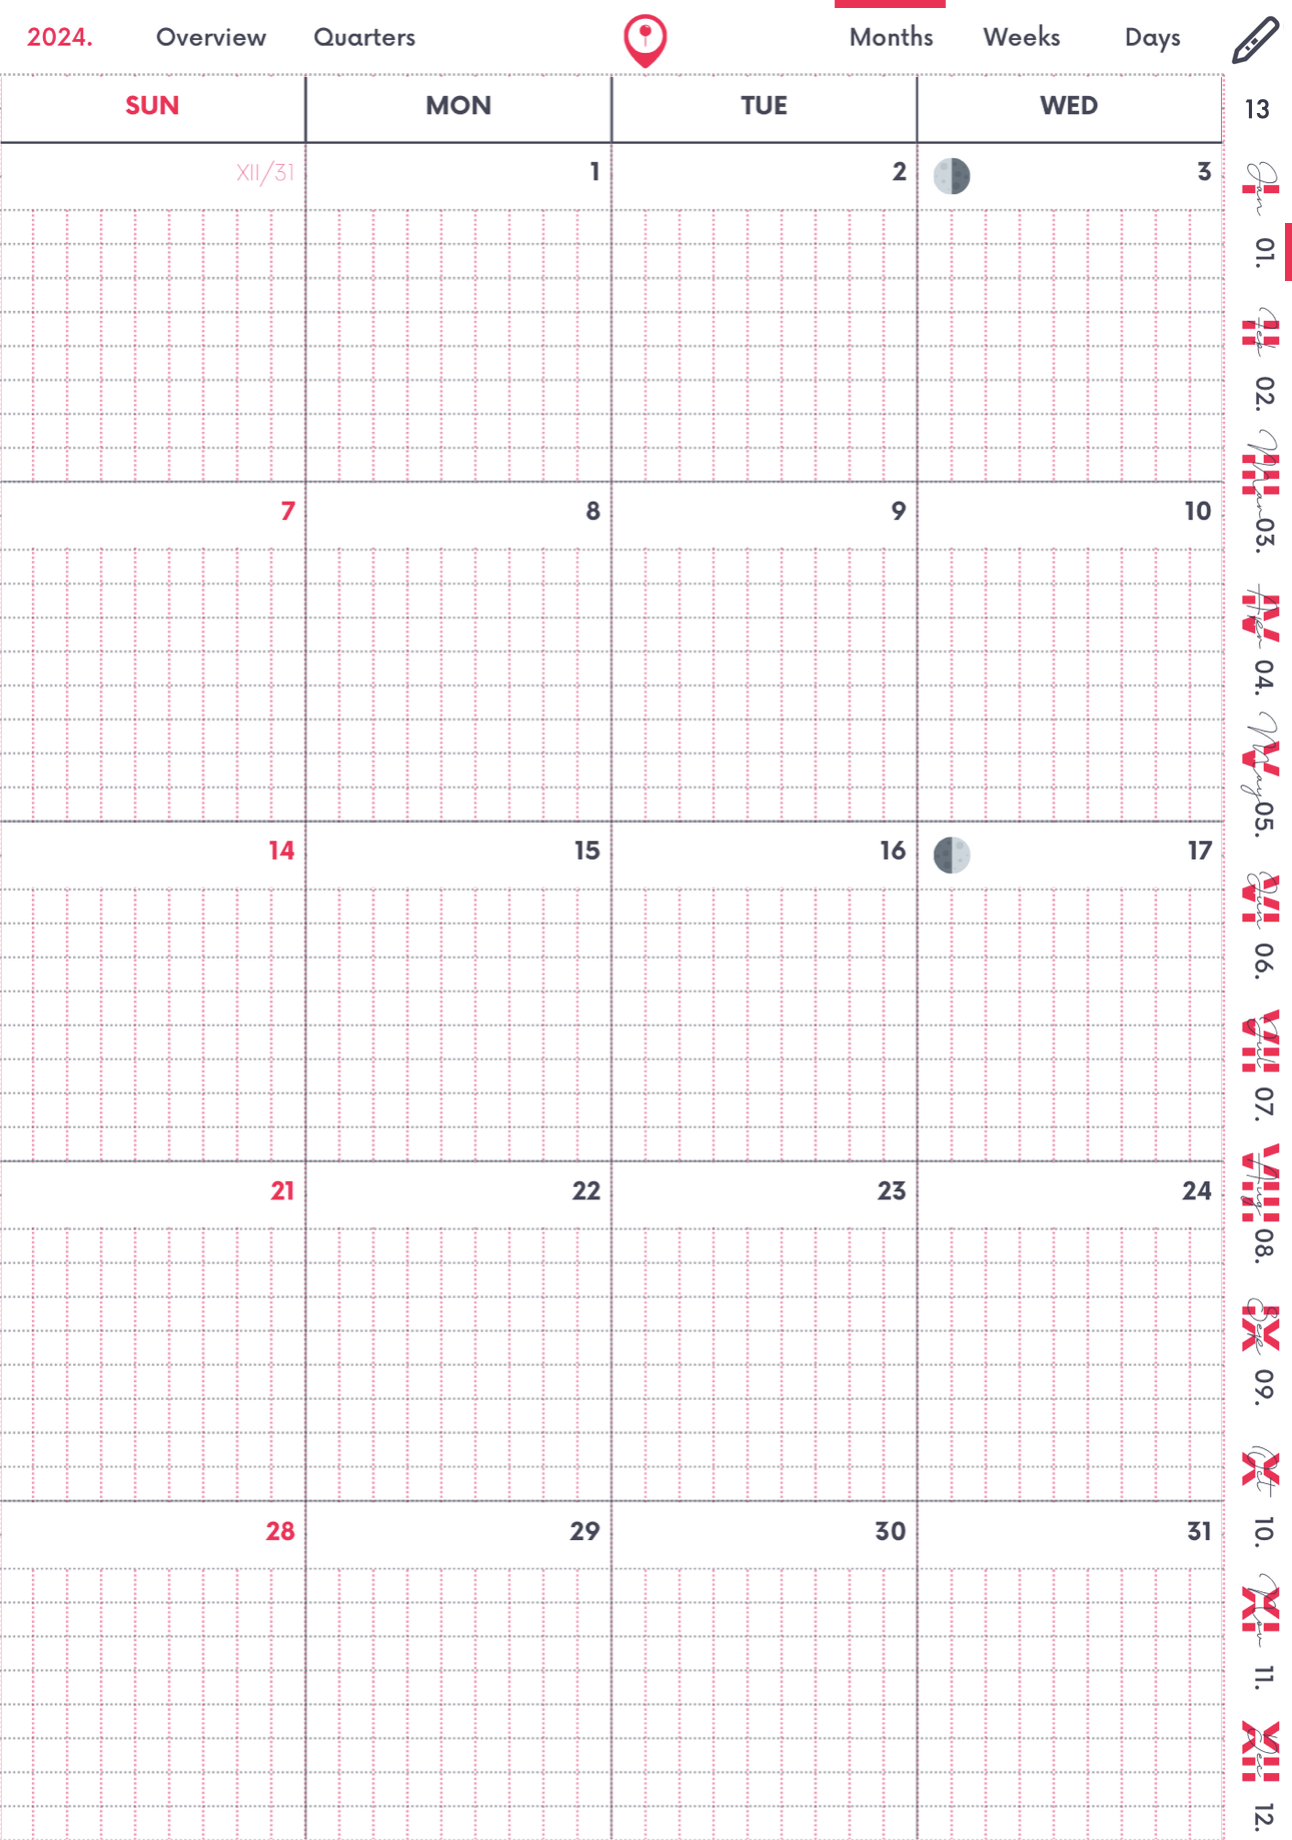 2024. Overview Quarters Months Weeks Days
SUN MON TUE WED
XII/31 1 2 3
7 8 9 10
14 15 16 17
21 22 23 24
28 29 30 31
13
I Jan 01.
II Feb 02.
III Mar 03.
IV Apr 04.
V May 05.
VI Jun 06.
VII Jul 07.
VIII Aug 08.
IX Sep 09.
X Oct 10.
XI Nov 11.
XII Dec 12.